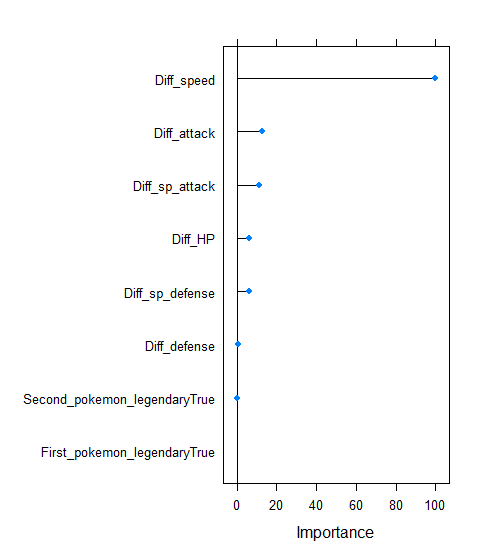 Diff_speed
Diff_attack
Diff_sp_attack
Diff_HP
Diff_sp_defense
Diff_defense
Second_pokemon_legendaryTrue
First_pokemon_legendaryTrue
0 20 40 60 80 100
Importance